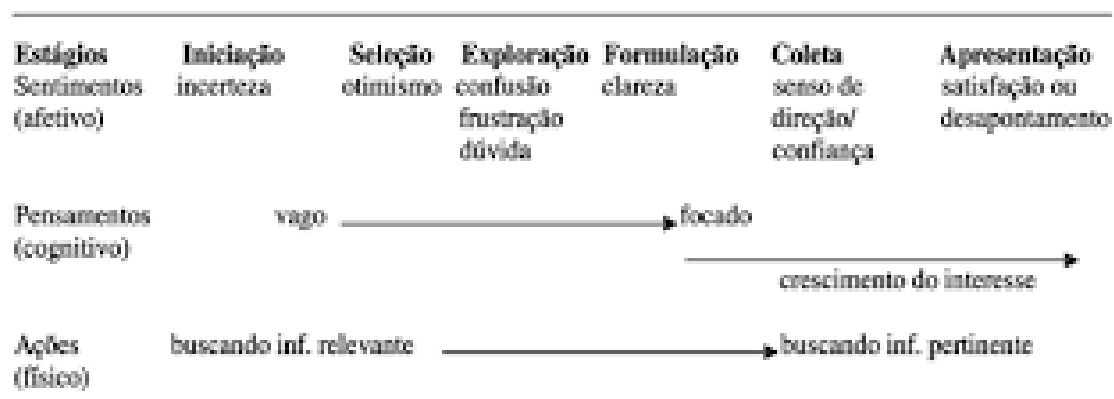 Estágios Iniciação Seleção Exploração Formulação Coleta Apresentação
Sentimentos incerteza otimismo confusão clareza senso de satisfação ou
(afetivo) frustração direção/ desapontamento
dúvida confiança
Pensamentos vago focado
(cognitivo)
crescimento do interesse
Ações buscando inf. relevante buscando inf. pertinente
(físico)